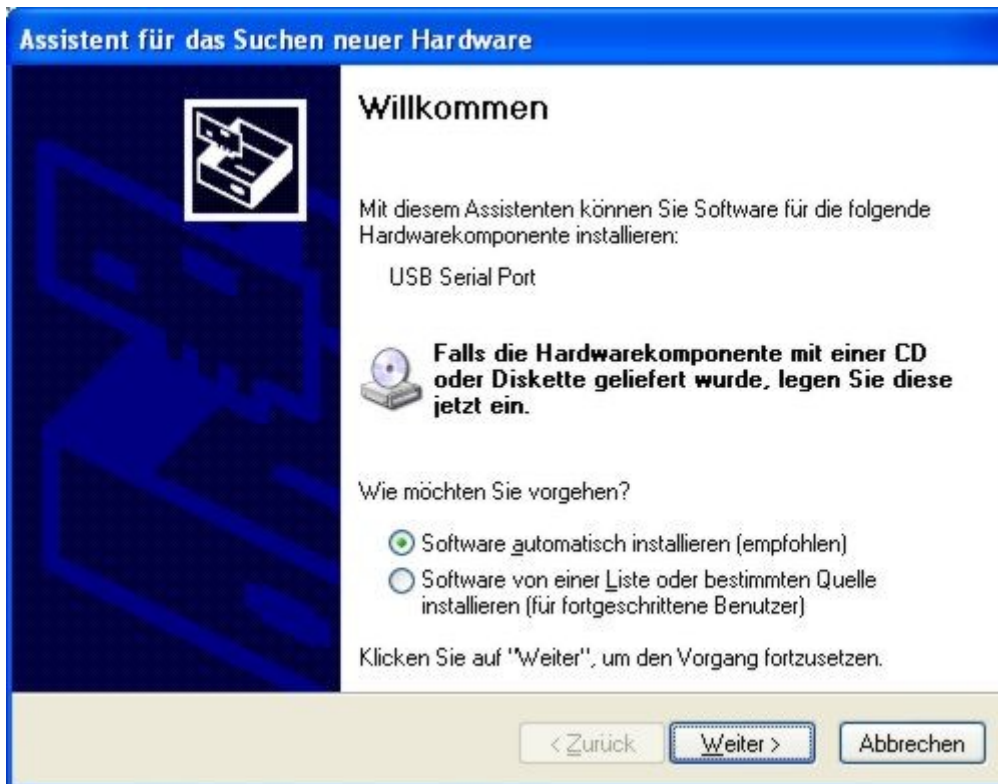 Assistent für das Suchen neuer Hardware
Willkommen
Mit diesem Assistenten können Sie Software für die folgende
Hardwarekomponente installieren:
USB Serial Port
Falls die Hardwarekomponente mit einer CD
oder Diskette geliefert wurde, legen Sie diese
jetzt ein.
Wie möchten Sie vorgehen?
Software automatisch installieren (empfohlen)
Software von einer Liste oder bestimmten Quelle
installieren (für fortgeschrittene Benutzer)
Klicken Sie auf "Weiter", um den Vorgang fortzusetzen.
< Zurück Weiter > Abbrechen